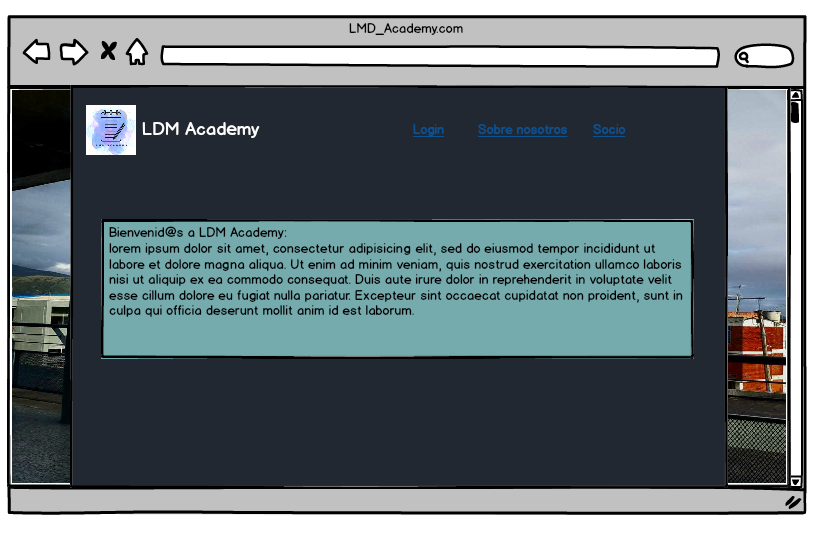 LMD_Academy.com
LDM Academy
Login Sobre nosotros Socio
Bienvenid@s a LDM Academy:
lorem ipsum dolor sit amet, consectetur adipisicing elit, sed do eiusmod tempor incididunt ut
labore et dolore magna aliqua. Ut enim ad minim veniam, quis nostrud exercitation ullamco laboris
nisi ut aliquip ex ea commodo consequat. Duis aute irure dolor in reprehenderit in voluptate velit
esse cillum dolore eu fugiat nulla pariatur. Excepteur sint occaecat cupidatat non proident, sunt in
culpa qui officia deserunt mollit anim id est laborum.